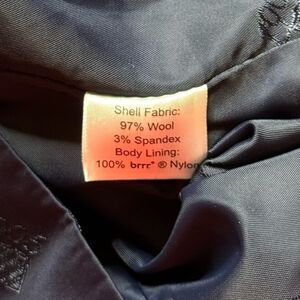 Shell Fabric:
97% Wool
3% Spandex
Body Lining:
100% brrr° ® Nylon